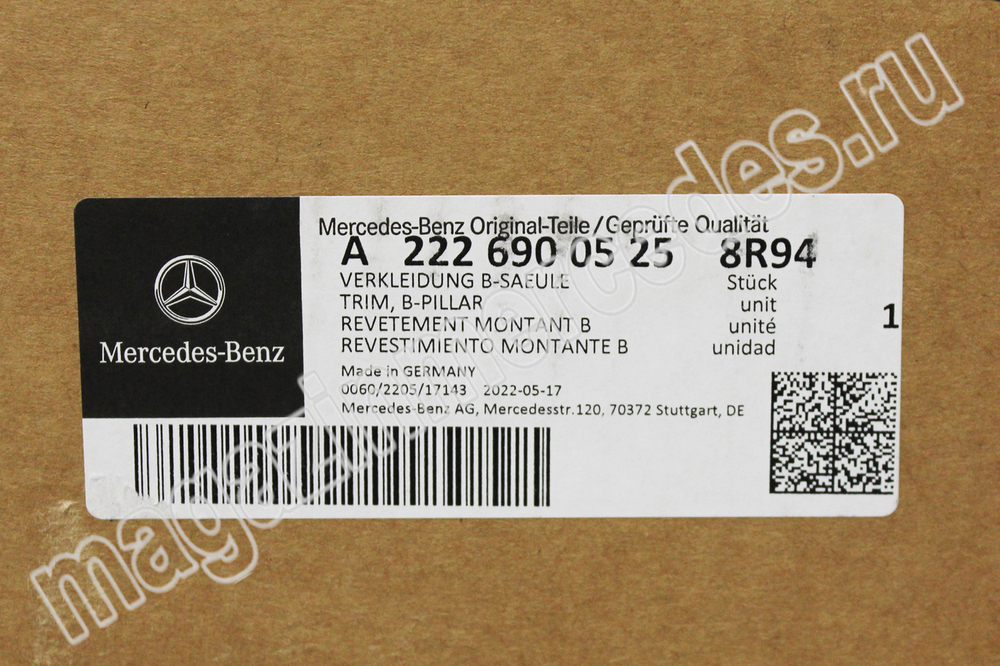 Mercedes-Benz
Mercedes-Benz Original-Teile/Geprüfte Qualität
A 222 690 05 25 8R94
VERKLEIDUNG B-SAEULE Stück
TRIM, B-PILLAR unit
REVETEMENT MONTANT B unité
REVESTIMIENTO MONTANTE B unidad
1
Made in GERMANY
0060/2205/17143 2022-05-17
Mercedes-Benz AG, Mercedesstr.120, 70372 Stuttgart, DE
magazinmercedes.ru